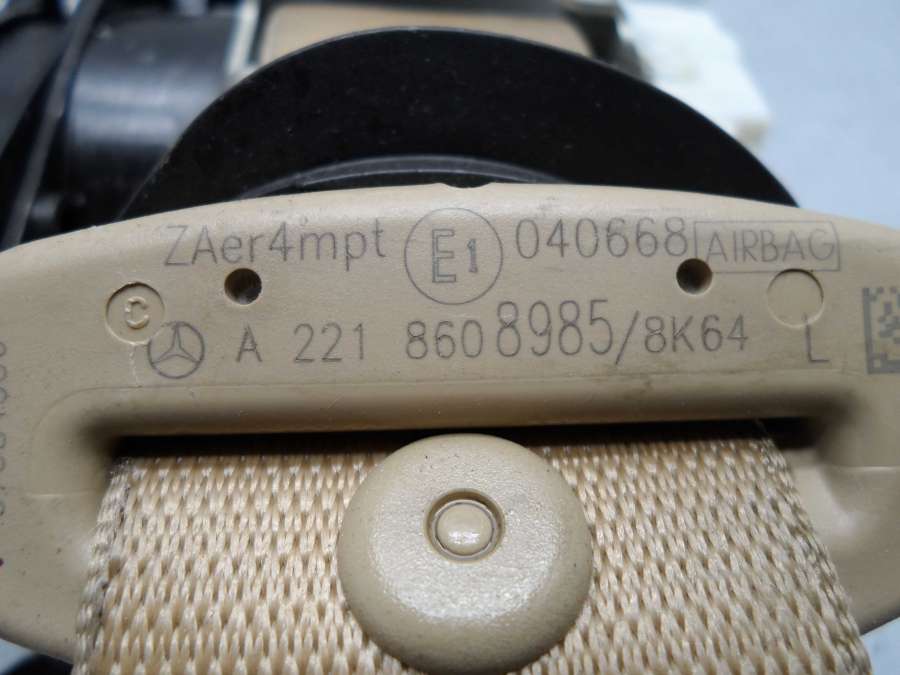 ZAer4mpt E1 040668 AIRBAG
C
A 221 860 8985/8K64 L